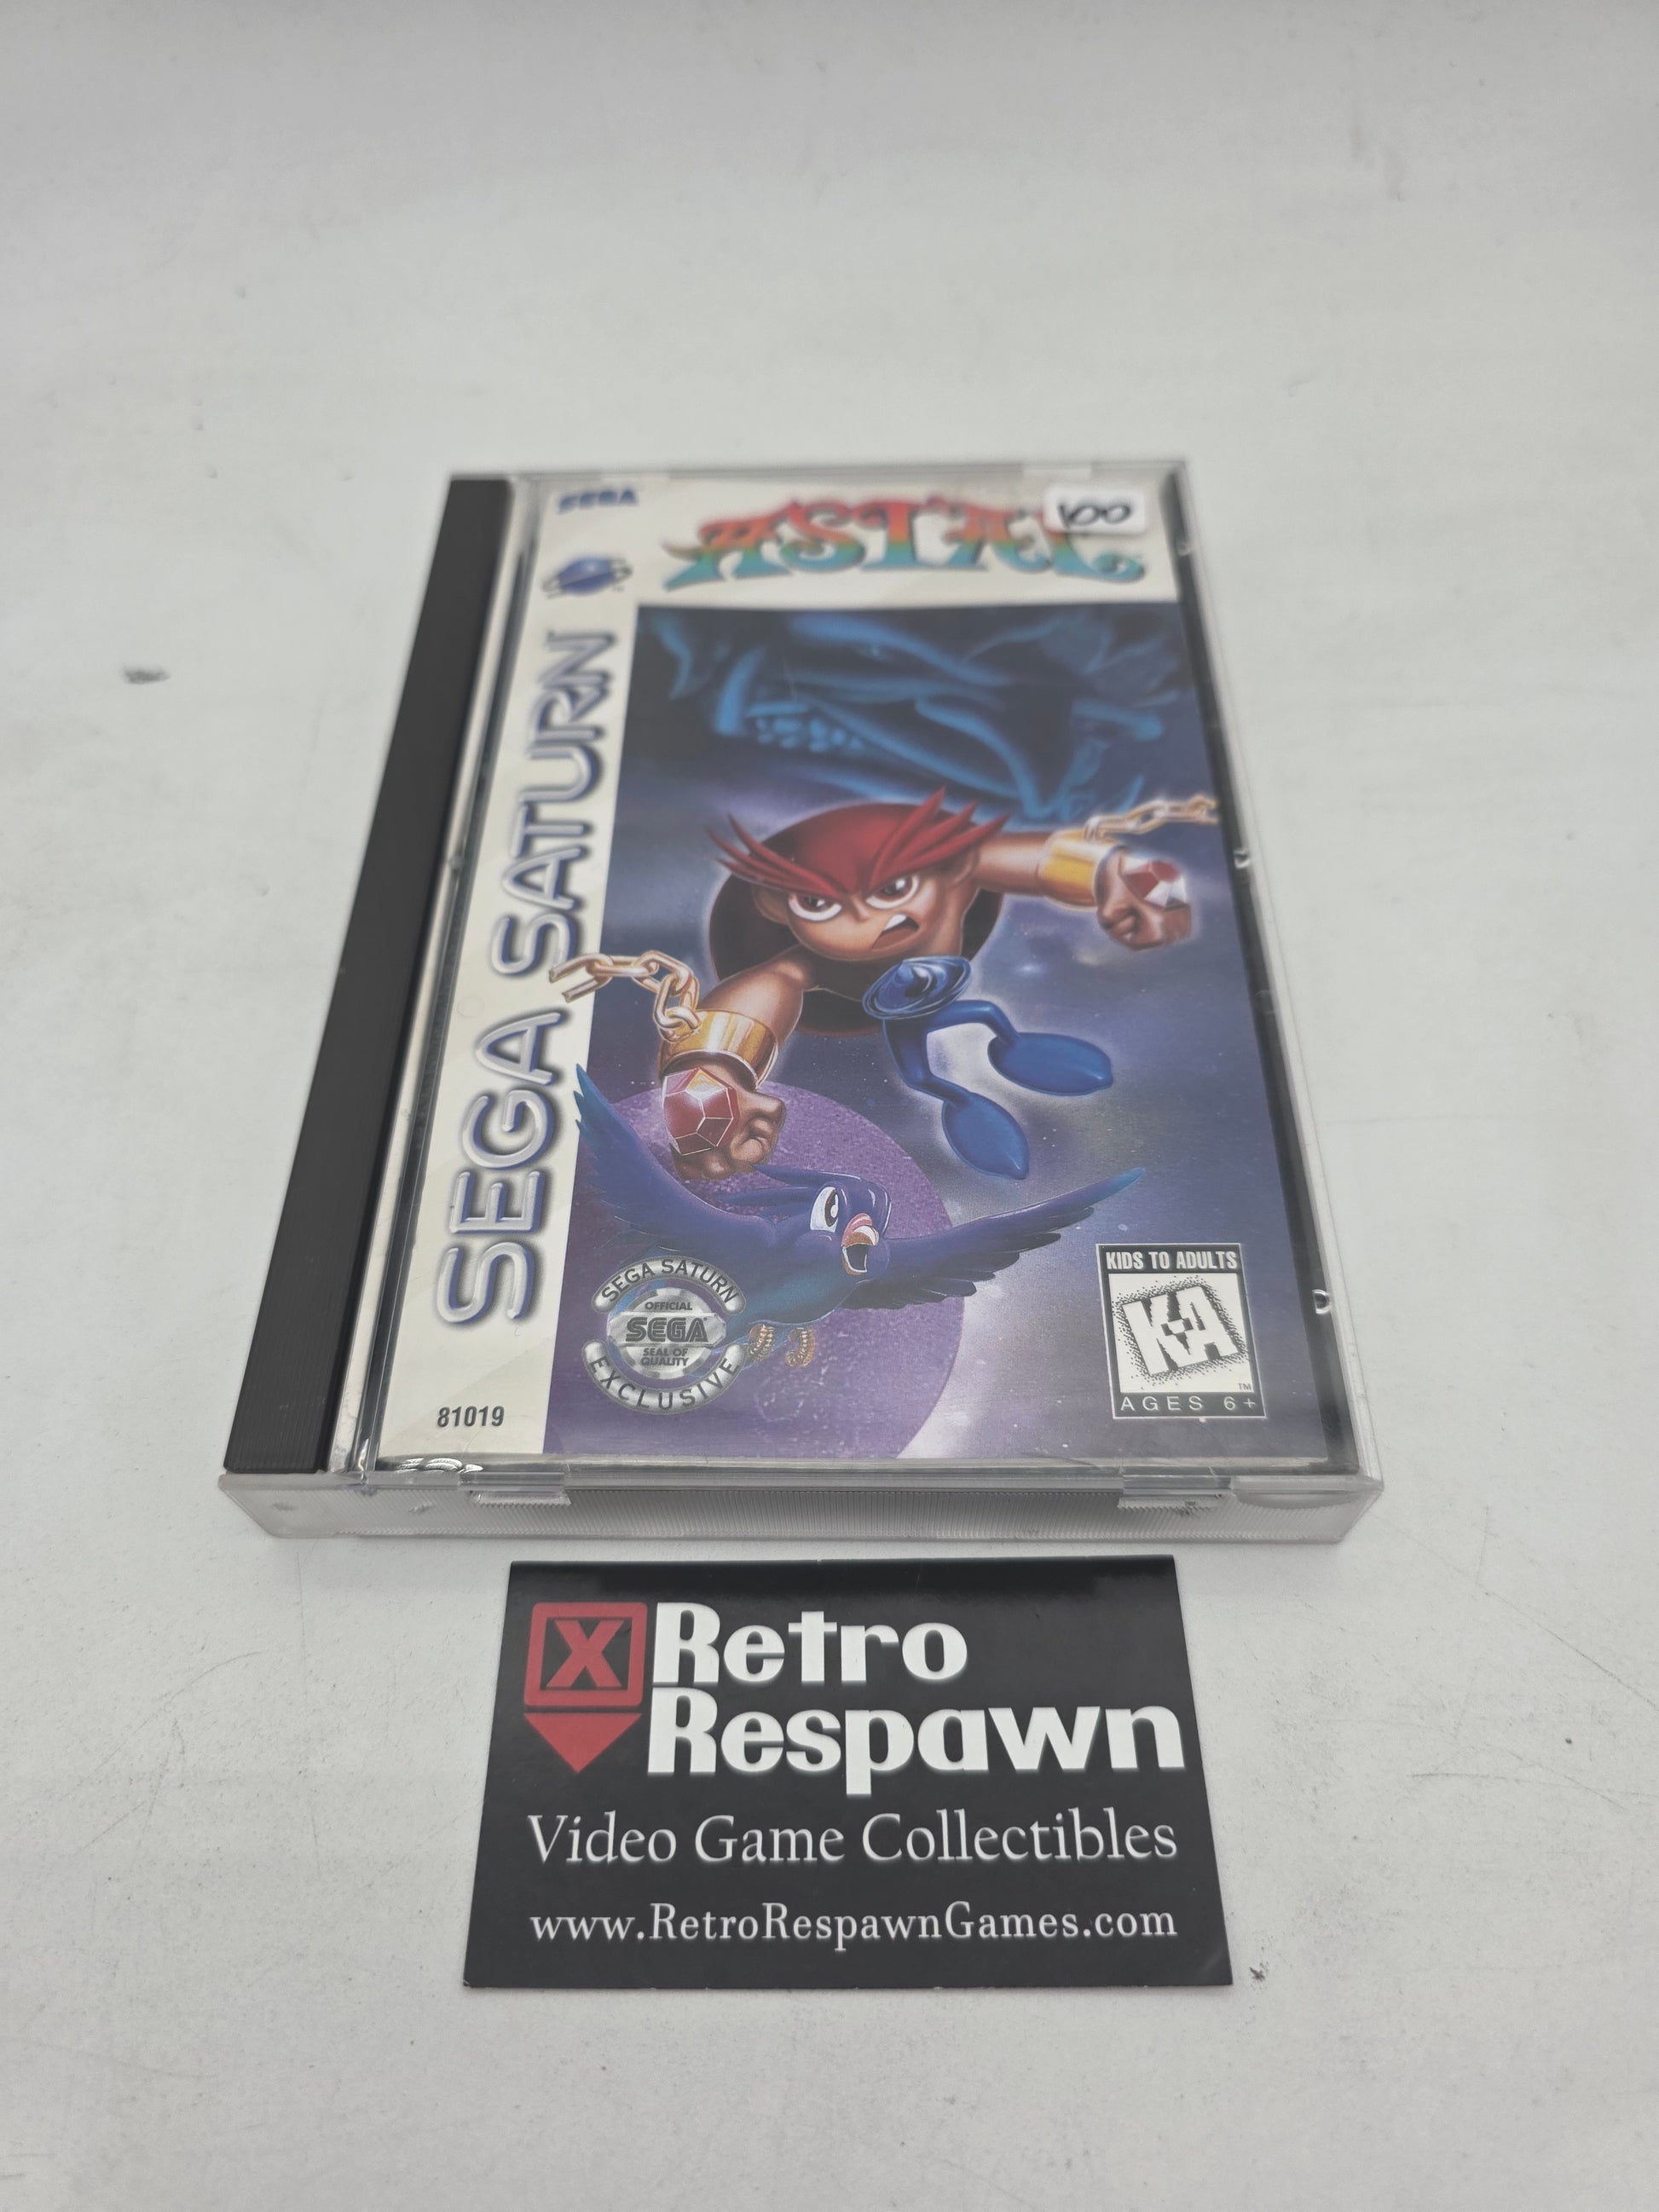 SEGA
ASTAL
100
SEGA SATURN
SEGA SATURN
OFFICIAL
SEGA
SEAL OF
QUALITY
EXCLUSIVE
KIDS TO ADULTS
K-A
TM
AGES 6+
81019
X Retro
Respawn
Video Game Collectibles
www.RetroRespawnGames.com